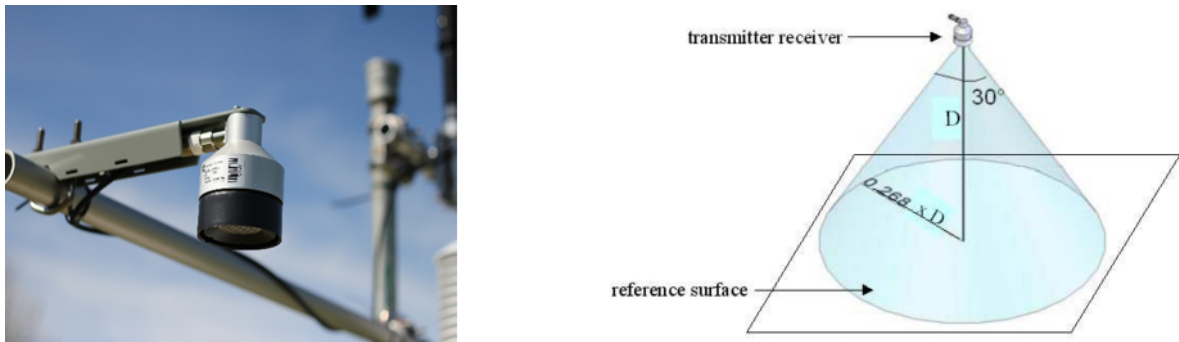 transmitter receiver
30°
D
0.268 x D
reference surface